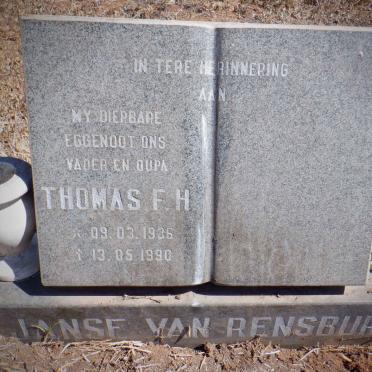 IN TERE HERINNERING
AAN
MY DIERBARE
EGGENOOT ONS
VADER EN OUPA
THOMAS F. H.
09. 03. 1936
13. 05. 1990
JANSE VAN RENSBUR